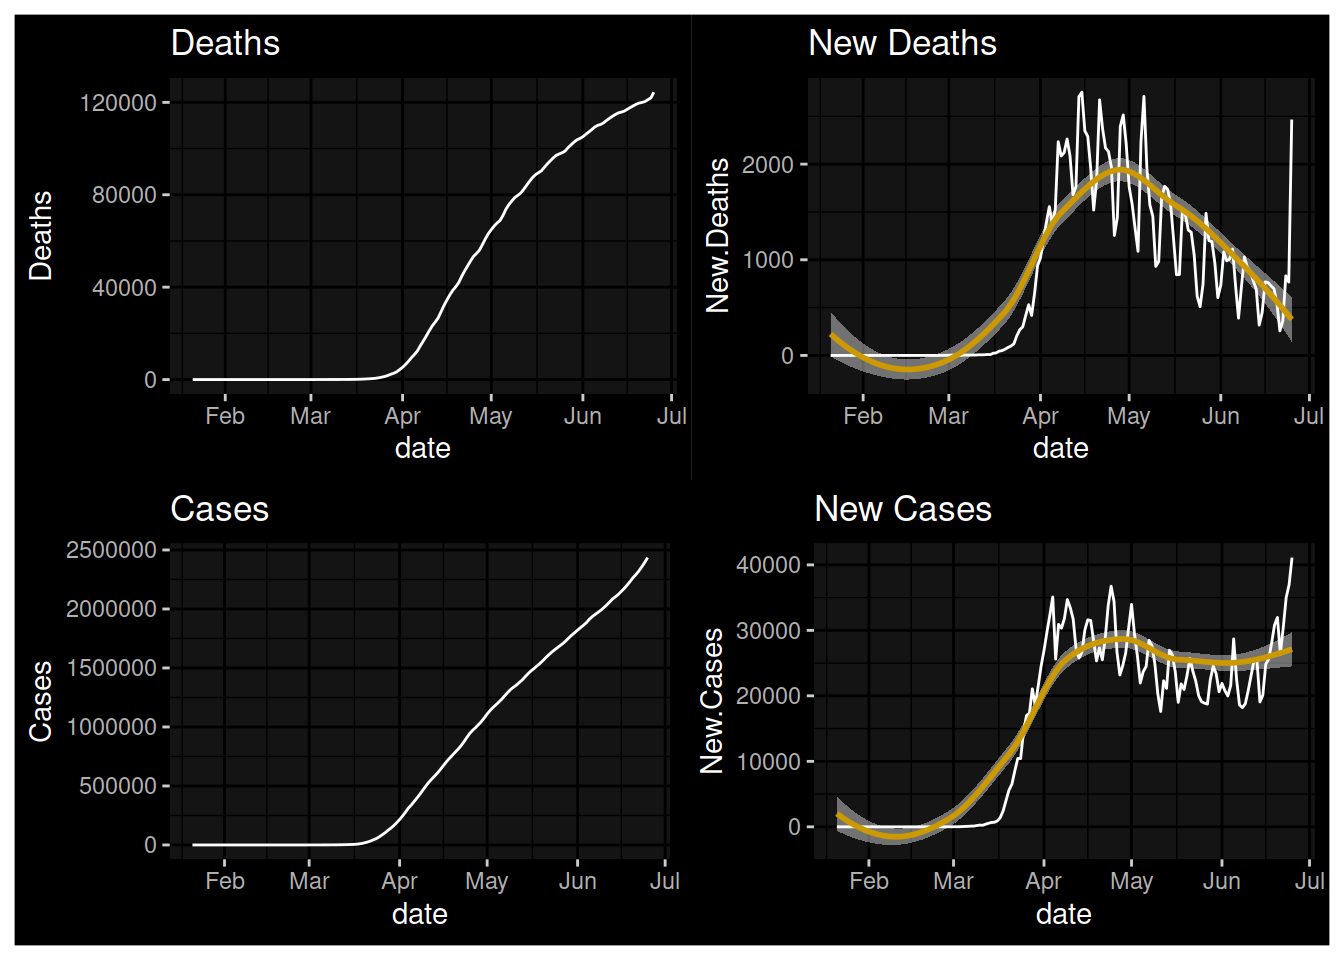 Deaths
120000
80000
40000
0
Deaths
Feb Mar Apr May Jun Jul
date
New Deaths
2000
1000
0
New.Deaths
Feb Mar Apr May Jun Jul
date
Cases
2500000
2000000
1500000
1000000
500000
0
Cases
Feb Mar Apr May Jun Jul
date
New Cases
40000
30000
20000
10000
0
New.Cases
Feb Mar Apr May Jun Jul
date